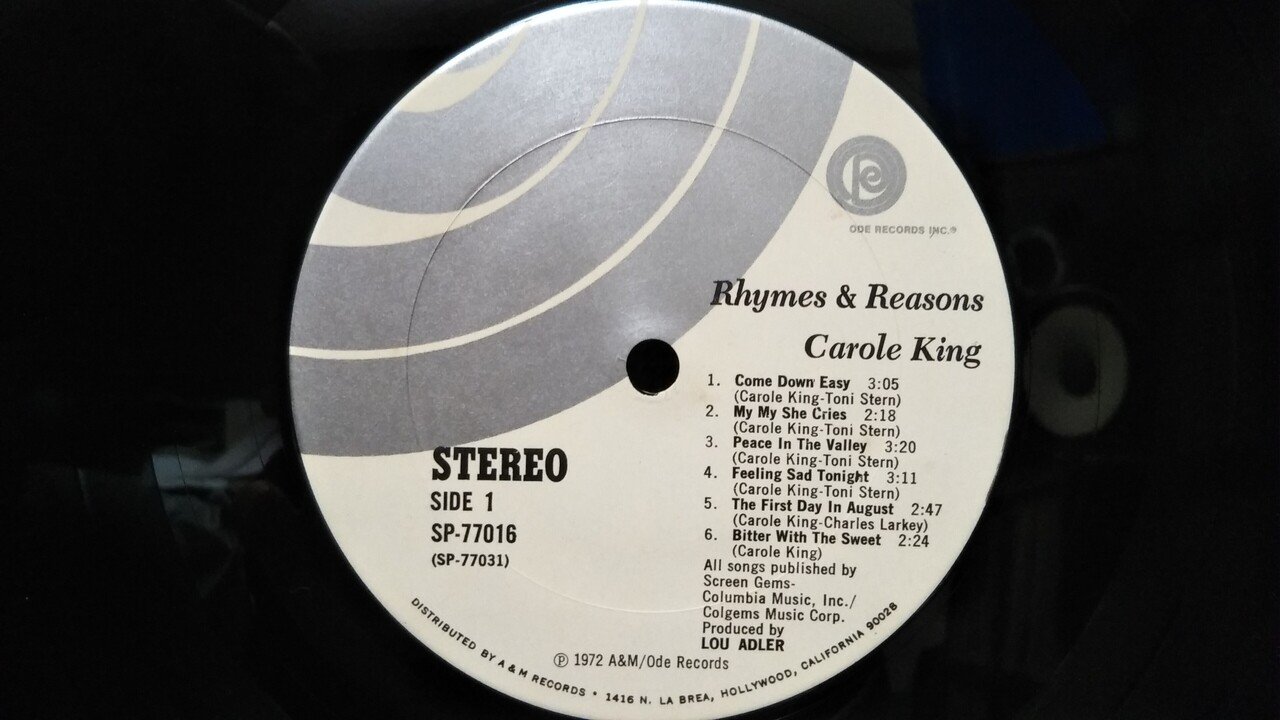 ODE RECORDS INC.®
Rhymes & Reasons
Carole King
1. Come Down Easy 3:05
(Carole King-Toni Stern)
2. My My She Cries 2:18
(Carole King-Toni Stern)
3. Peace In The Valley 3:20
(Carole King-Toni Stern)
4. Feeling Sad Tonight 3:11
(Carole King-Toni Stern)
5. The First Day In August 2:47
(Carole King-Charles Larkey)
6. Bitter With The Sweet 2:24
(Carole King)
All songs published by
Screen Gems-
Columbia Music, Inc./
Colgems Music Corp.
Produced by
LOU ADLER
STEREO
SIDE 1
SP-77016
(SP-77031)
℗ 1972 A&M/Ode Records
DISTRIBUTED BY A & M RECORDS • 1416 N. LA BREA, HOLLYWOOD, CALIFORNIA 90028